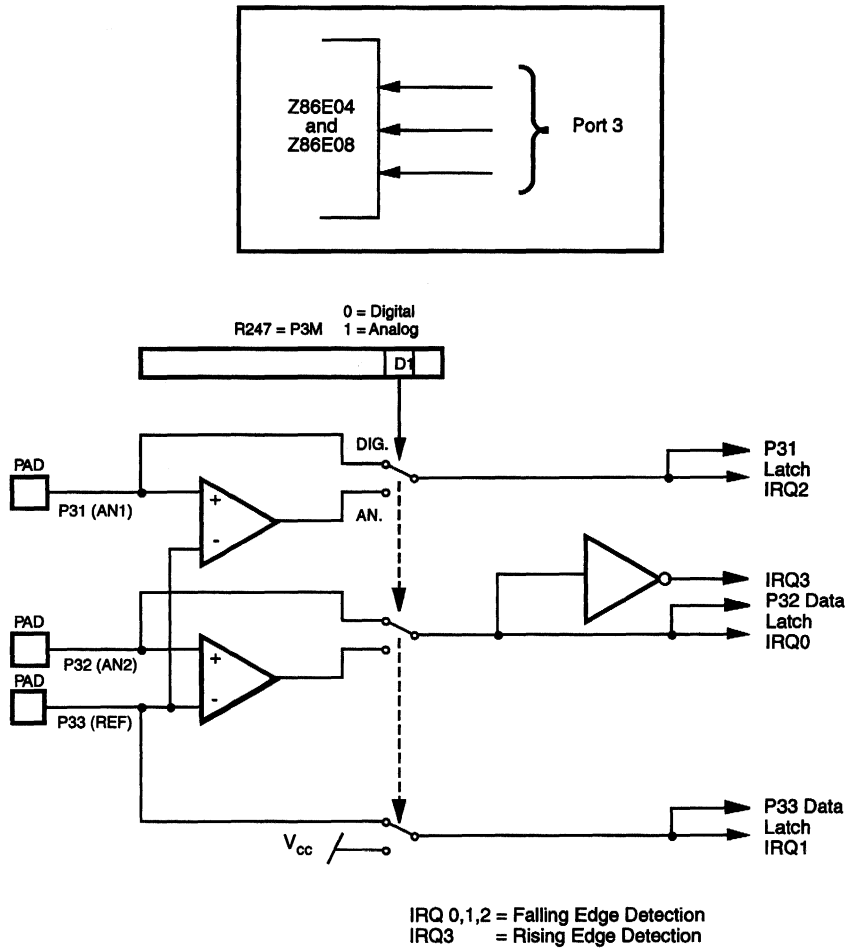 Z86E04
and
Z86E08
Port 3
0 = Digital
R247 = P3M 1 = Analog
D1
DIG.
PAD
P31 (AN1)
+
-
AN.
P31
Latch
IRQ2
IRQ3
PAD
P32 (AN2)
+
-
P32 Data
Latch
IRQ0
PAD
P33 (REF)
Vcc
P33 Data
Latch
IRQ1
IRQ 0,1,2 = Falling Edge Detection
IRQ3 = Rising Edge Detection